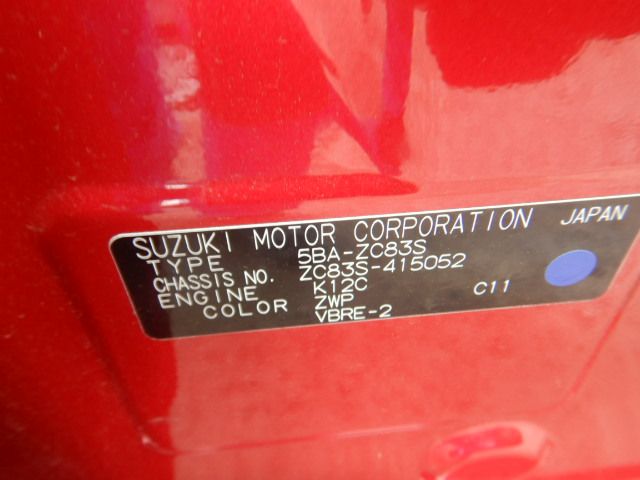 SUZUKI MOTOR CORPORATION JAPAN
TYPE 5BA-ZC83S
CHASSIS NO. ZC83S-415052
ENGINE K12C C11
COLOR ZWP
VBRE-2